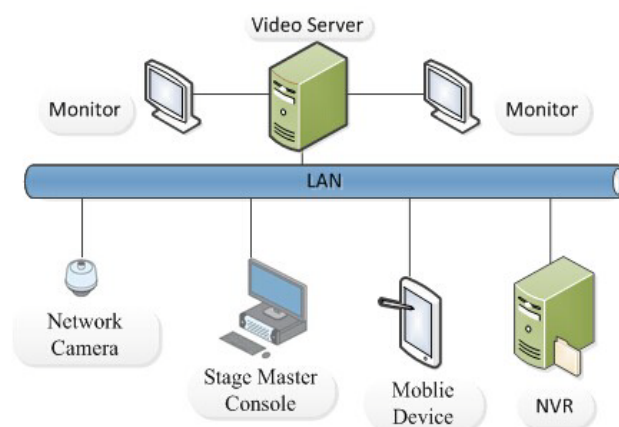 Video Server
Monitor
Monitor
LAN
Network
Camera
Stage Master
Console
Moblie
Device
NVR